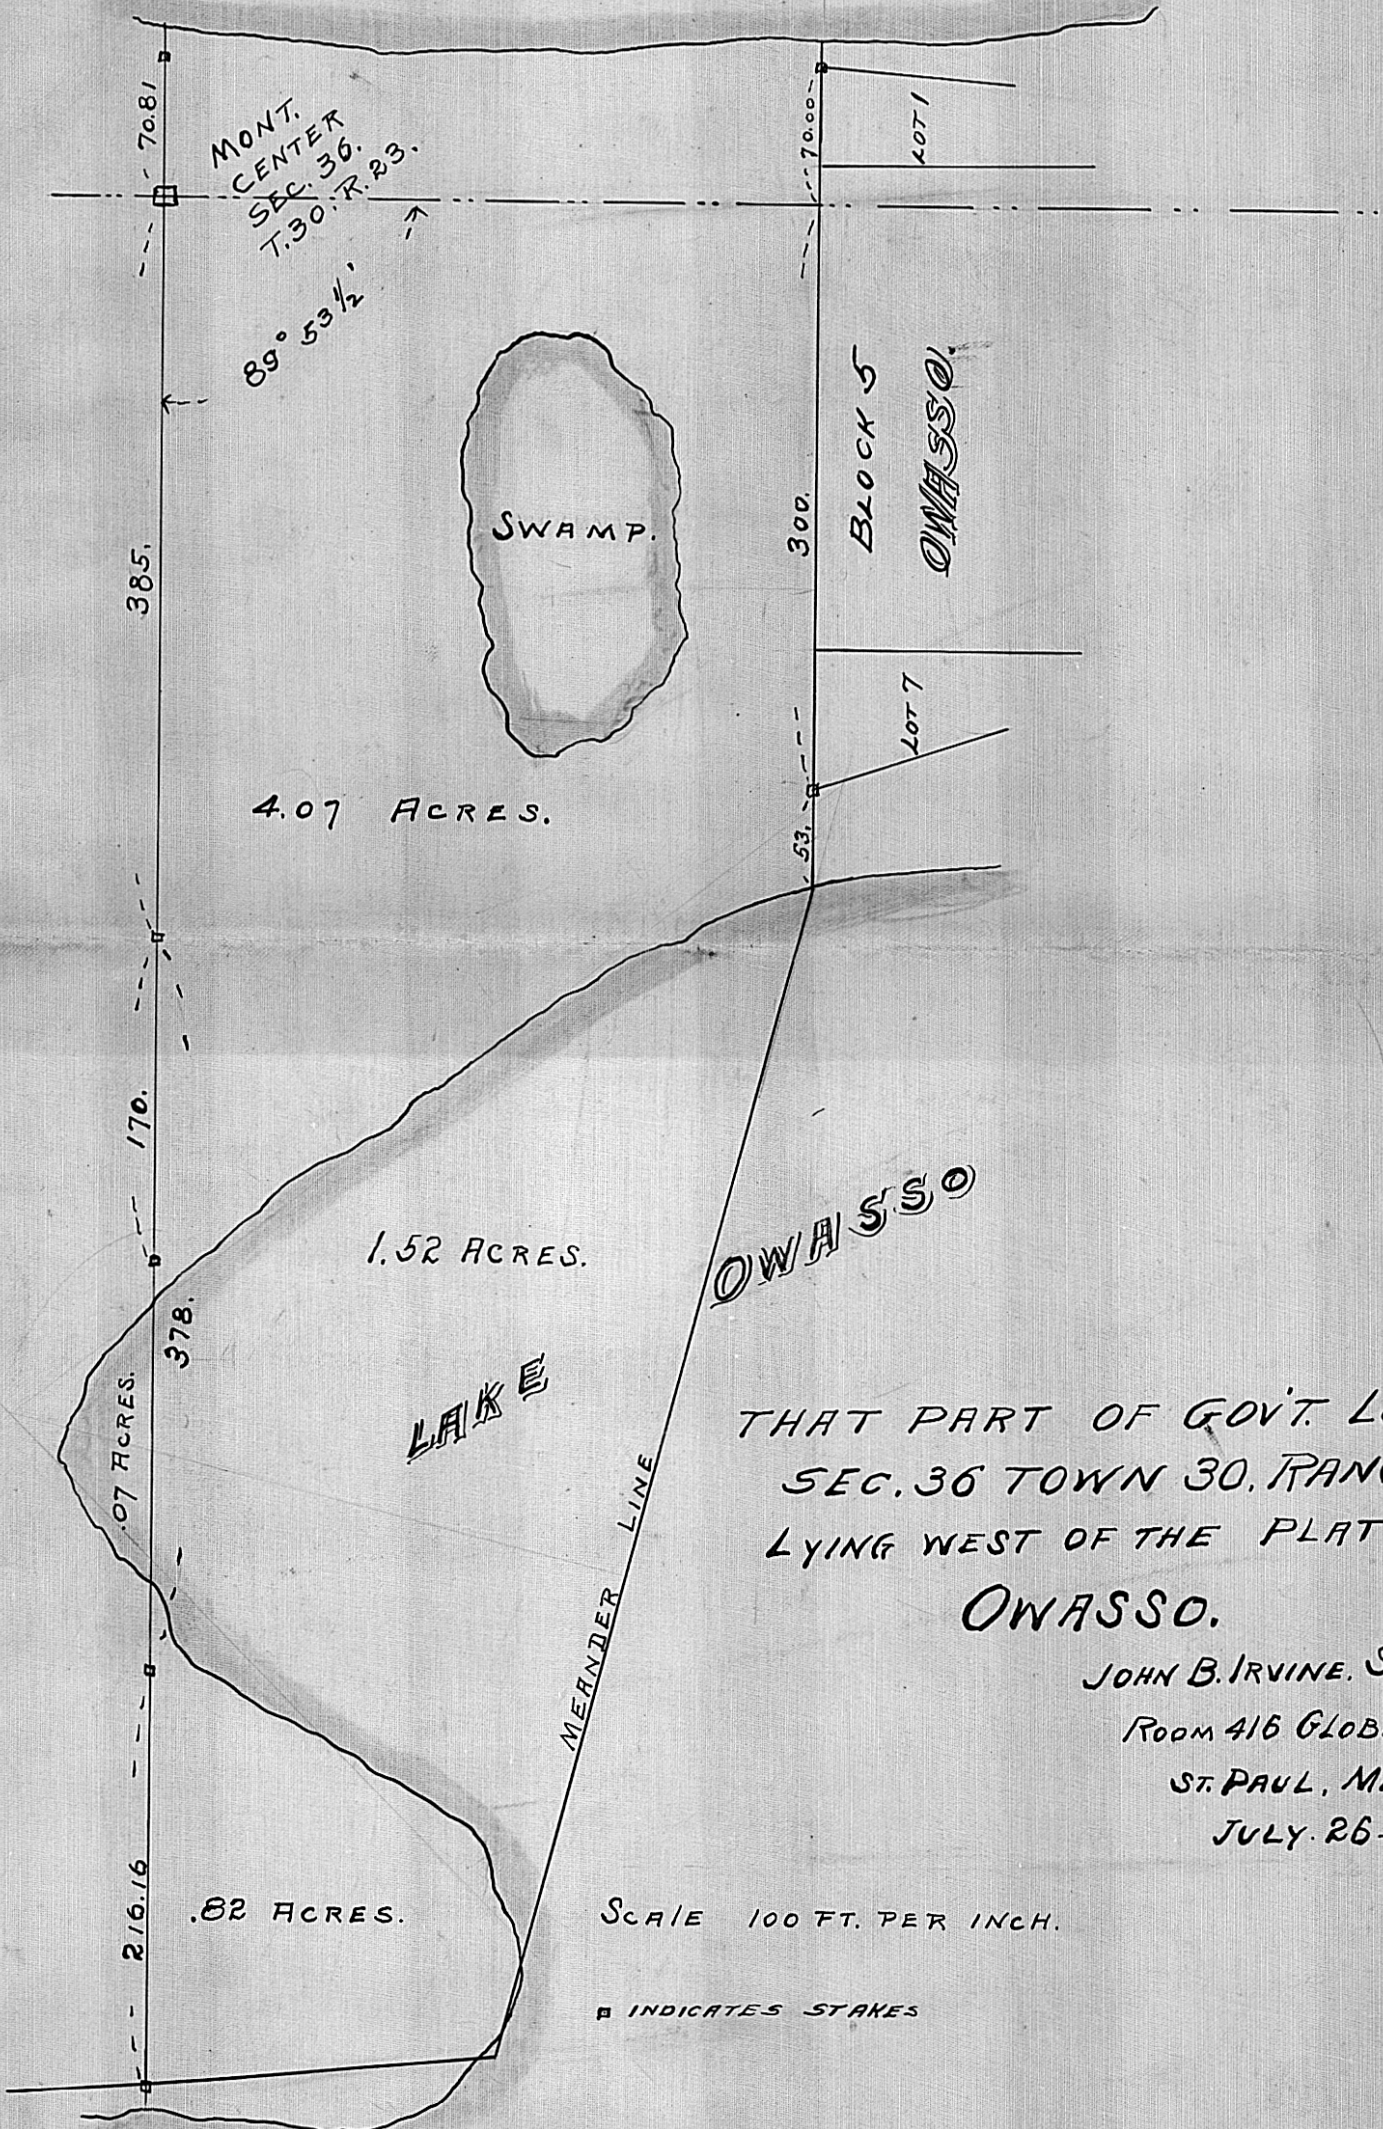 70.81
MONT.
CENTER
SEC. 36.
T.30. R.23.
89° 53½'
70.00
LOT 1
385.
SWAMP.
300.
BLOCK 5
OWASSO.
LOT 7
4.07 ACRES.
53.
170.
1.52 ACRES.
378.
.07 ACRES.
LAKE
OWASSO
MEANDER LINE
THAT PART OF GOV'T. L
SEC. 36 TOWN 30. RANG
LYING WEST OF THE PLAT
OWASSO.
JOHN B. IRVINE. S
ROOM 416 GLOB
ST. PAUL, M
JULY. 26-
216.16
.82 ACRES.
SCALE 100 FT. PER INCH.
INDICATES STAKES